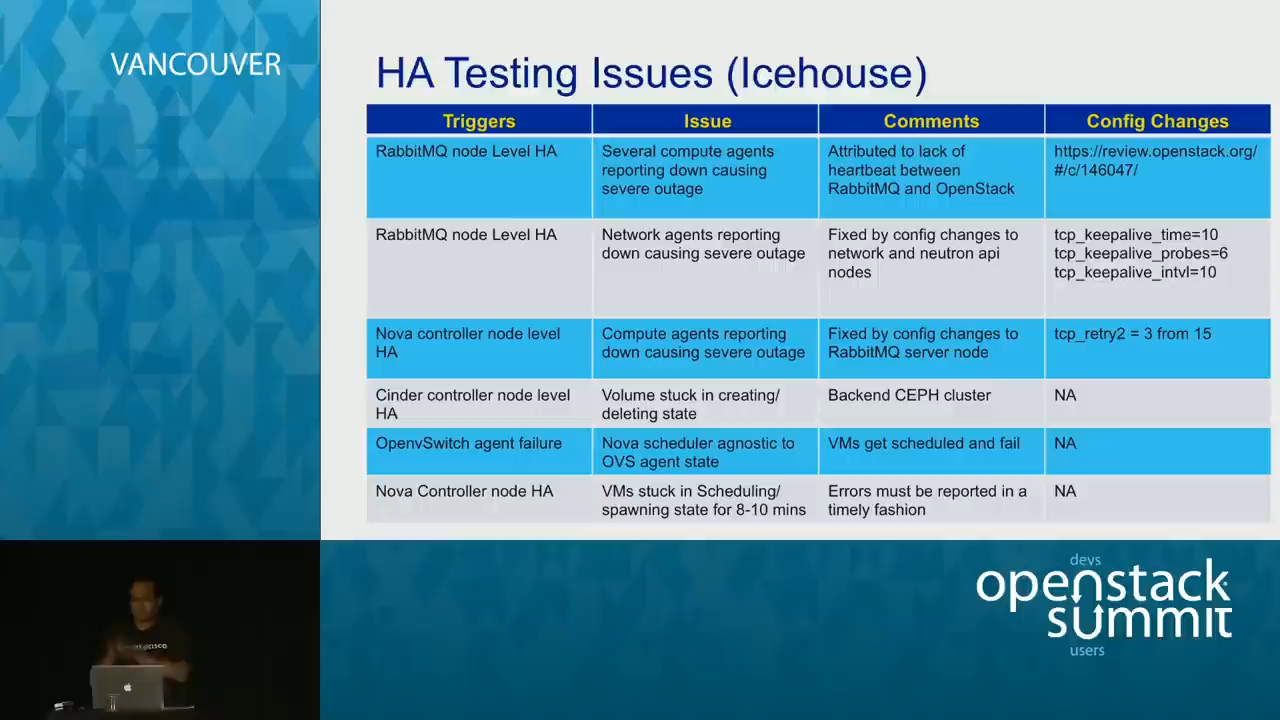 VANCOUVER
HA Testing Issues (Icehouse)
Triggers
Issue
Comments
Config Changes
RabbitMQ node Level HA
Several compute agents
reporting down causing
severe outage
Attributed to lack of
heartbeat between
RabbitMQ and OpenStack
https://review.openstack.org/
#/c/146047/
RabbitMQ node Level HA
Network agents reporting
down causing severe outage
Fixed by config changes to
network and neutron api
nodes
tcp_keepalive_time=10
tcp_keepalive_probes=6
tcp_keepalive_intvl=10
Nova controller node level
HA
Compute agents reporting
down causing severe outage
Fixed by config changes to
RabbitMQ server node
tcp_retry2 = 3 from 15
Cinder controller node level
HA
Volume stuck in creating/
deleting state
Backend CEPH cluster
NA
OpenvSwitch agent failure
Nova scheduler agnostic to
OVS agent state
VMs get scheduled and fail
NA
Nova Controller node HA
VMs stuck in Scheduling/
spawning state for 8-10 mins
Errors must be reported in a
timely fashion
NA
devs
openstack
summit
users